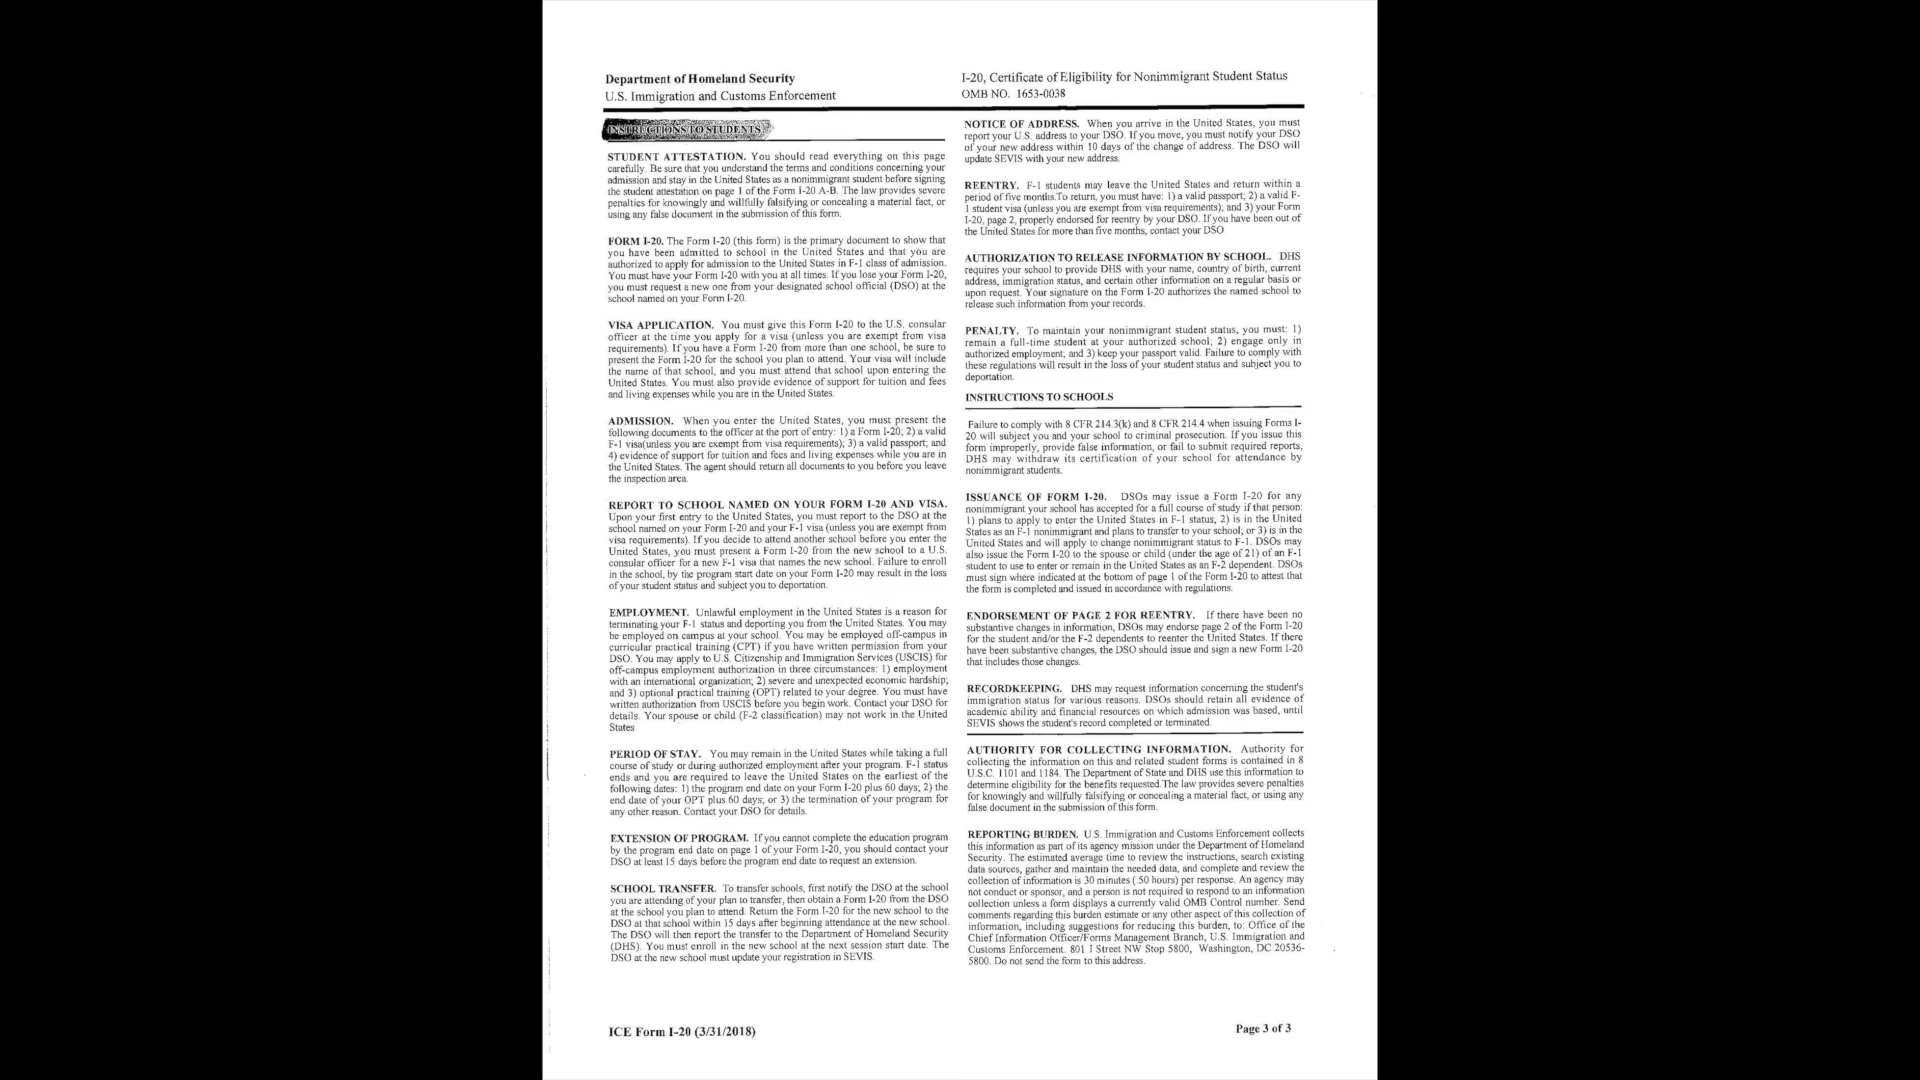 Department of Homeland Security
U.S. Immigration and Customs Enforcement
I-20, Certificate of Eligibility for Nonimmigrant Student Status
OMB NO. 1653-0038
INSTRUCTIONS TO STUDENTS
STUDENT ATTESTATION. You should read everything on this page
carefully. Be sure that you understand the terms and conditions concerning your
admission and stay in the United States as a nonimmigrant student before signing
the student attestation on page 1 of the Form I-20 A-B. The law provides severe
penalties for knowingly and willfully falsifying or concealing a material fact, or
using any false document in the submission of this form.
FORM I-20. The Form I-20 (this form) is the primary document to show that
you have been admitted to school in the United States and that you are
authorized to apply for admission to the United States in F-1 class of admission.
You must have your Form I-20 with you at all times. If you lose your Form I-20,
you must request a new one from your designated school official (DSO) at the
school named on your Form I-20.
VISA APPLICATION. You must give this Form I-20 to the U.S. consular
officer at the time you apply for a visa (unless you are exempt from visa
requirements). If you have a Form I-20 from more than one school, be sure to
present the Form I-20 for the school you plan to attend. Your visa will include
the name of that school, and you must attend that school upon entering the
United States. You must also provide evidence of support for tuition and fees
and living expenses while you are in the United States.
ADMISSION. When you enter the United States, you must present the
following documents to the officer at the port of entry: 1) a Form I-20; 2) a valid
F-1 visa(unless you are exempt from visa requirements); 3) a valid passport; and
4) evidence of support for tuition and fees and living expenses while you are in
the United States. The agent should return all documents to you before you leave
the inspection area.
REPORT TO SCHOOL NAMED ON YOUR FORM I-20 AND VISA.
Upon your first entry to the United States, you must report to the DSO at the
school named on your Form I-20 and your F-1 visa (unless you are exempt from
visa requirements). If you decide to attend another school before you enter the
United States, you must present a Form I-20 from the new school to a U.S.
consular officer for a new F-1 visa that names the new school. Failure to enroll
in the school, by the program start date on your Form I-20 may result in the loss
of your student status and subject you to deportation.
EMPLOYMENT. Unlawful employment in the United States is a reason for
terminating your F-1 status and deporting you from the United States. You may
be employed on campus at your school. You may be employed off-campus in
curricular practical training (CPT) if you have written permission from your
DSO. You may apply to U.S. Citizenship and Immigration Services (USCIS) for
off-campus employment authorization in three circumstances: 1) employment
with an international organization; 2) severe and unexpected economic hardship;
and 3) optional practical training (OPT) related to your degree. You must have
written authorization from USCIS before you begin work. Contact your DSO for
details. Your spouse or child (F-2 classification) may not work in the United
States
PERIOD OF STAY. You may remain in the United States while taking a full
course of study or during authorized employment after your program. F-1 status
ends and you are required to leave the United States on the earliest of the
following dates: 1) the program end date on your Form I-20 plus 60 days; 2) the
end date of your OPT plus 60 days; or 3) the termination of your program for
any other reason. Contact your DSO for details.
EXTENSION OF PROGRAM. If you cannot complete the education program
by the program end date on page 1 of your Form I-20, you should contact your
DSO at least 15 days before the program end date to request an extension.
SCHOOL TRANSFER. To transfer schools, first notify the DSO at the school
you are attending of your plan to transfer, then obtain a Form I-20 from the DSO
at the school you plan to attend. Return the Form I-20 for the new school to the
DSO at that school within 15 days after beginning attendance at the new school.
The DSO will then report the transfer to the Department of Homeland Security
(DHS). You must enroll in the new school at the next session start date. The
DSO at the new school must update your registration in SEVIS.
NOTICE OF ADDRESS. When you arrive in the United States, you must
report your U.S. address to your DSO. If you move, you must notify your DSO
of your new address within 10 days of the change of address. The DSO will
update SEVIS with your new address.
REENTRY. F-1 students may leave the United States and return within a
period of five months.To return, you must have: 1) a valid passport; 2) a valid F-
1 student visa (unless you are exempt from visa requirements); and 3) your Form
I-20, page 2, properly endorsed for reentry by your DSO. If you have been out of
the United States for more than five months, contact your DSO
AUTHORIZATION TO RELEASE INFORMATION BY SCHOOL. DHS
requires your school to provide DHS with your name, country of birth, current
address, immigration status, and certain other information on a regular basis or
upon request. Your signature on the Form I-20 authorizes the named school to
release such information from your records.
PENALTY. To maintain your nonimmigrant student status, you must: 1)
remain a full-time student at your authorized school; 2) engage only in
authorized employment; and 3) keep your passport valid. Failure to comply with
these regulations will result in the loss of your student status and subject you to
deportation.
INSTRUCTIONS TO SCHOOLS
Failure to comply with 8 CFR 214.3(k) and 8 CFR 214.4 when issuing Forms I-
20 will subject you and your school to criminal prosecution. If you issue this
form improperly, provide false information, or fail to submit required reports,
DHS may withdraw its certification of your school for attendance by
nonimmigrant students.
ISSUANCE OF FORM I-20. DSOs may issue a Form I-20 for any
nonimmigrant your school has accepted for a full course of study if that person:
1) plans to apply to enter the United States in F-1 status, 2) is in the United
States as an F-1 nonimmigrant and plans to transfer to your school; or 3) is in the
United States and will apply to change nonimmigrant status to F-1. DSOs may
also issue the Form I-20 to the spouse or child (under the age of 21) of an F-1
student to use to enter or remain in the United States as an F-2 dependent. DSOs
must sign where indicated at the bottom of page 1 of the Form I-20 to attest that
the form is completed and issued in accordance with regulations.
ENDORSEMENT OF PAGE 2 FOR REENTRY. If there have been no
substantive changes in information, DSOs may endorse page 2 of the Form I-20
for the student and/or the F-2 dependents to reenter the United States. If there
have been substantive changes, the DSO should issue and sign a new Form I-20
that includes those changes.
RECORDKEEPING. DHS may request information concerning the student's
immigration status for various reasons. DSOs should retain all evidence of
academic ability and financial resources on which admission was based, until
SEVIS shows the student's record completed or terminated.
AUTHORITY FOR COLLECTING INFORMATION. Authority for
collecting the information on this and related student forms is contained in 8
U.S.C. 1101 and 1184. The Department of State and DHS use this information to
determine eligibility for the benefits requested.The law provides severe penalties
for knowingly and willfully falsifying or concealing a material fact, or using any
false document in the submission of this form.
REPORTING BURDEN. U.S. Immigration and Customs Enforcement collects
this information as part of its agency mission under the Department of Homeland
Security. The estimated average time to review the instructions, search existing
data sources, gather and maintain the needed data, and complete and review the
collection of information is 30 minutes (.50 hours) per response. An agency may
not conduct or sponsor, and a person is not required to respond to an information
collection unless a form displays a currently valid OMB Control number. Send
comments regarding this burden estimate or any other aspect of this collection of
information, including suggestions for reducing this burden, to: Office of the
Chief Information Officer/Forms Management Branch, U.S. Immigration and
Customs Enforcement. 801 I Street NW Stop 5800, Washington, DC 20536-
5800. Do not send the form to this address.
ICE Form I-20 (3/31/2018)
Page 3 of 3